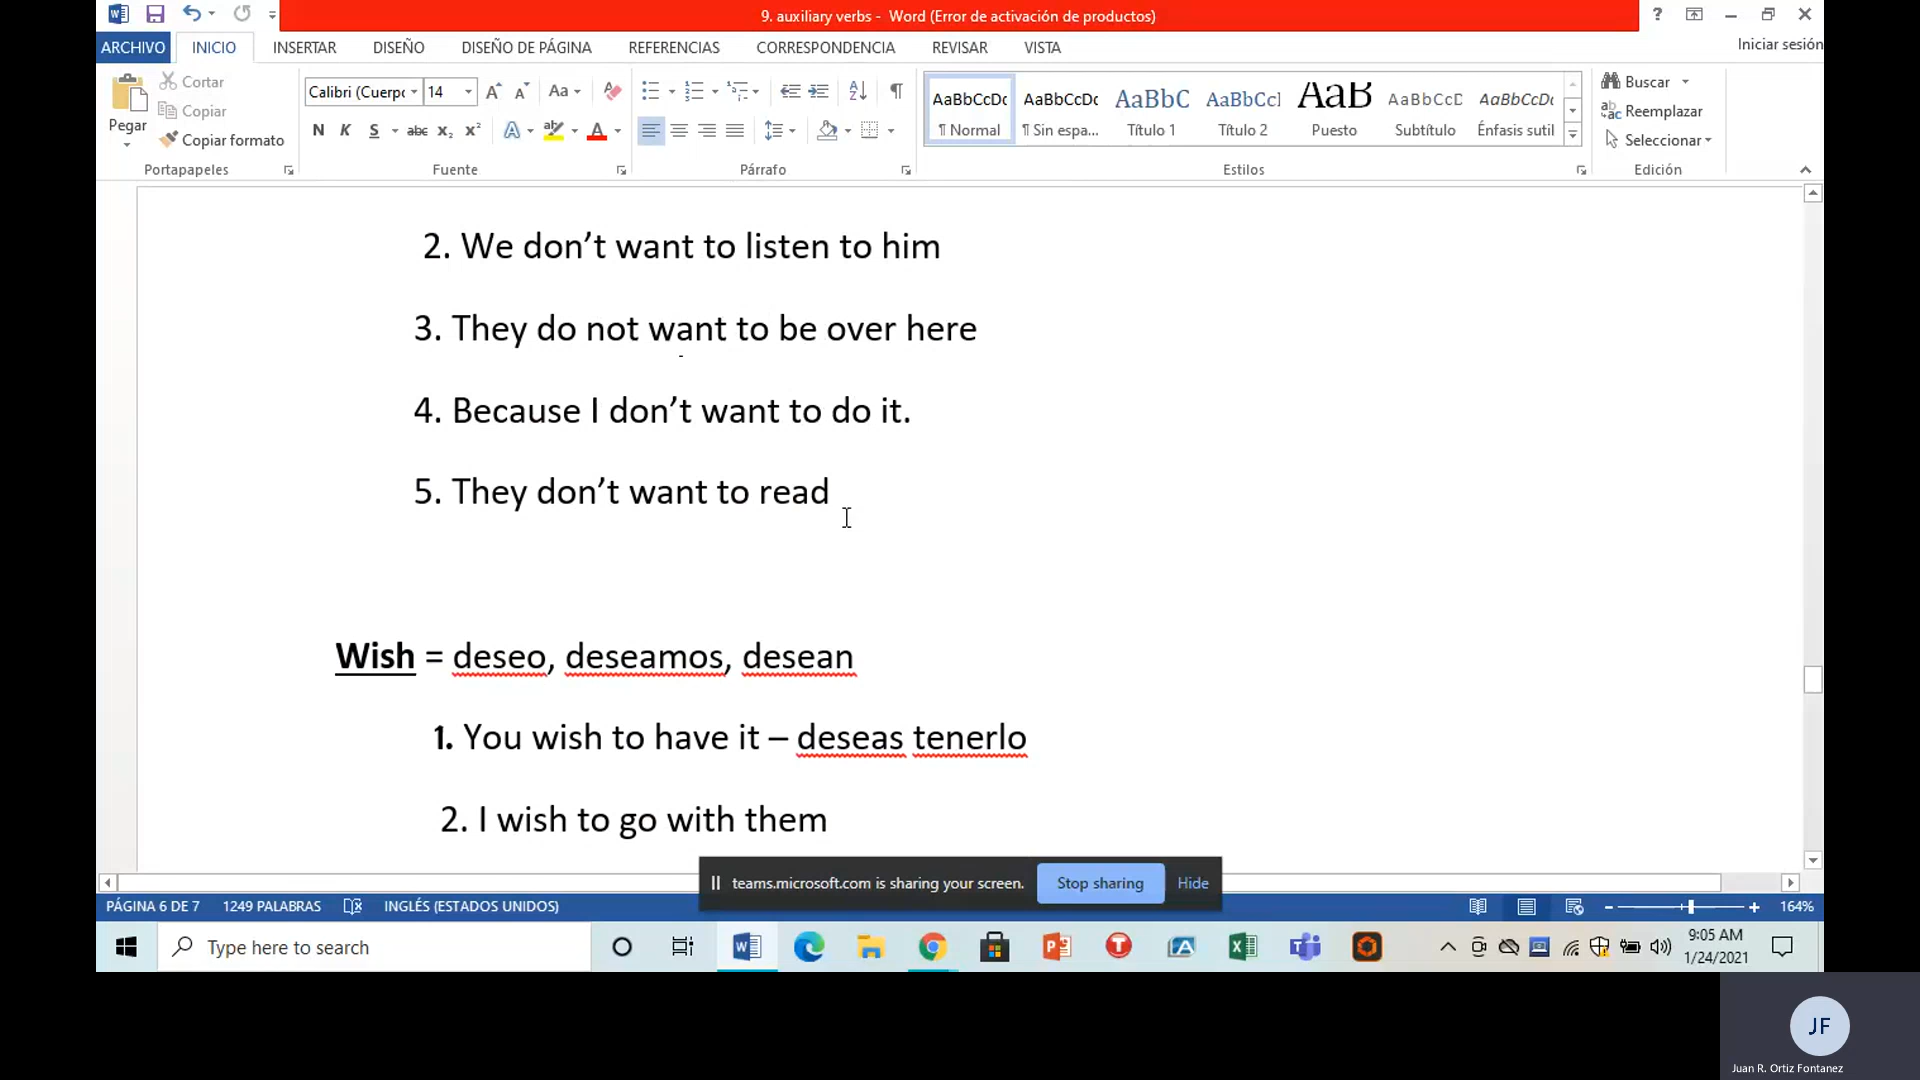 9. auxiliary verbs - Word (Error de activación de productos)
ARCHIVO INICIO INSERTAR DISEÑO DISEÑO DE PÁGINA REFERENCIAS CORRESPONDENCIA REVISAR VISTA Iniciar sesión
Pegar
Cortar
Copiar
Copiar formato
Portapapeles
Calibri (Cuerpo 14
Fuente
Párrafo
AaBbCcDc AaBbCcDc AaBbC AaBbCcI AaB AaBbCcD AaBbCcDc
¶ Normal ¶ Sin espa... Título 1 Título 2 Puesto Subtítulo Énfasis sutil
Estilos
Buscar
Reemplazar
Seleccionar
Edición
2. We don’t want to listen to him
3. They do not want to be over here
4. Because I don’t want to do it.
5. They don’t want to read
Wish = deseo, deseamos, desean
1. You wish to have it – deseas tenerlo
2. I wish to go with them
teams.microsoft.com is sharing your screen. Stop sharing Hide
PÁGINA 6 DE 7 1249 PALABRAS INGLÉS (ESTADOS UNIDOS) 164%
Type here to search
9:05 AM
1/24/2021
JF
Juan R. Ortiz Fontanez